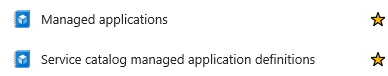 Managed applications
Service catalog managed application definitions